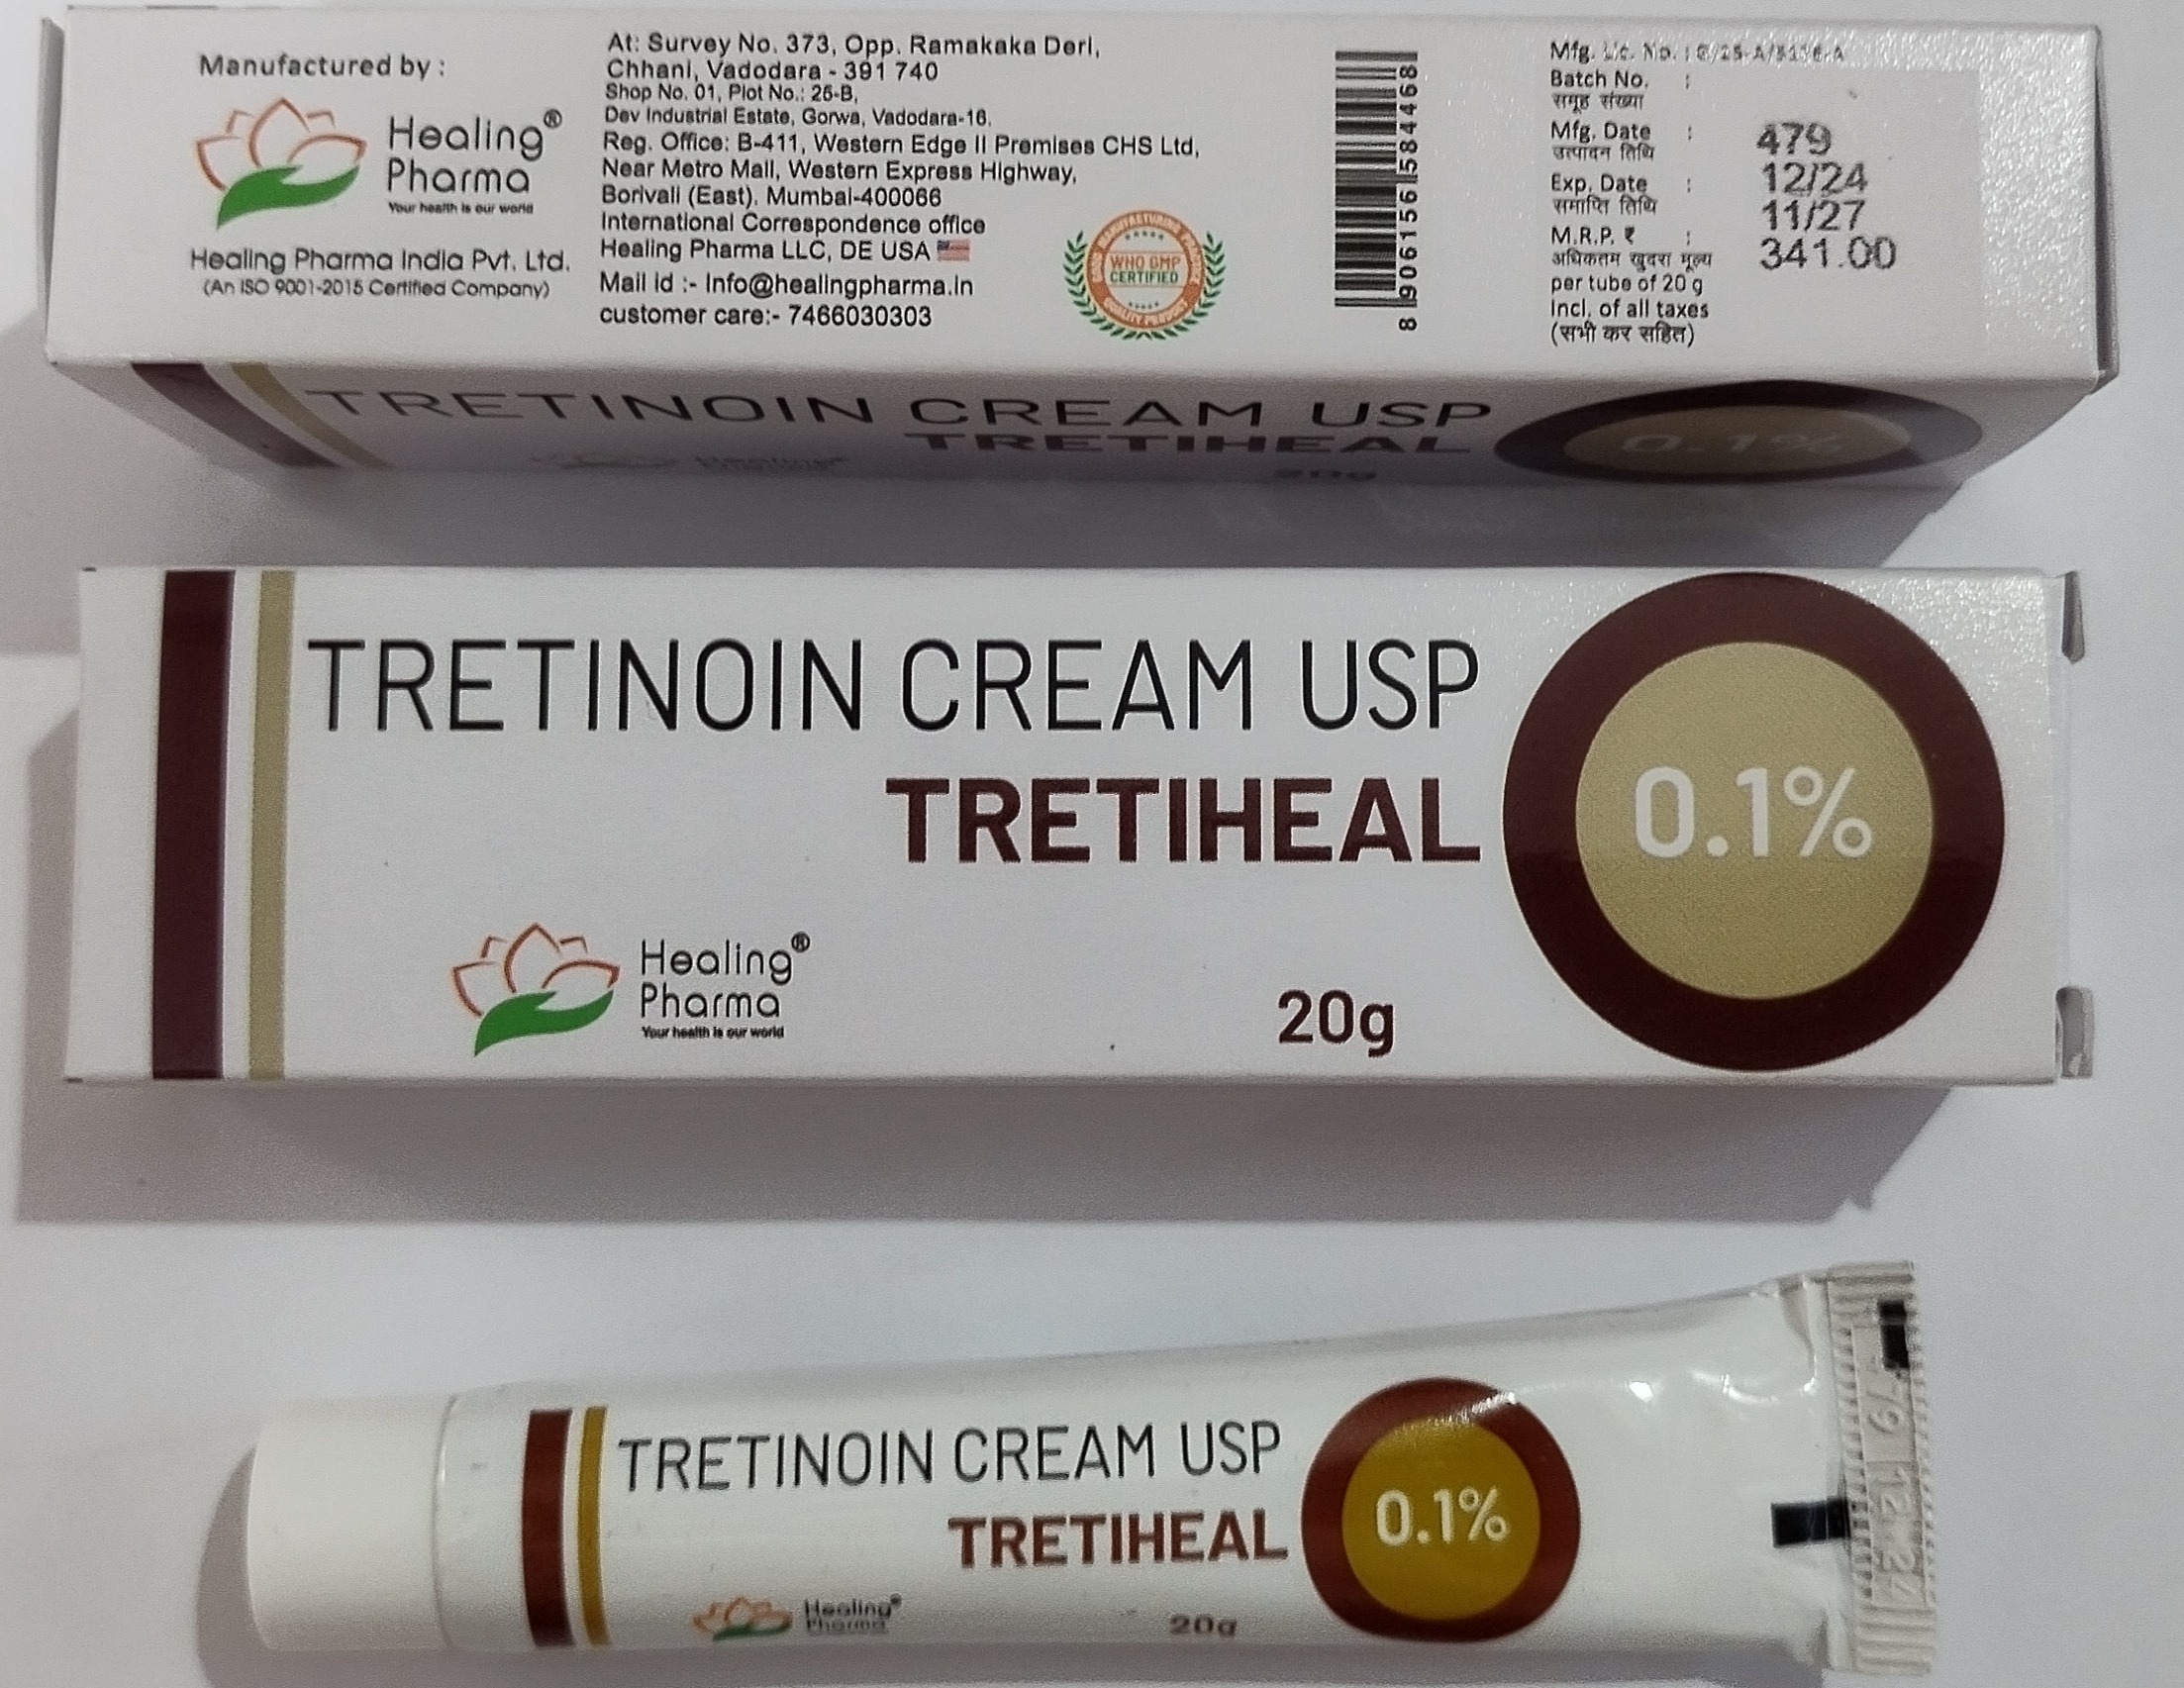 Manufactured by :
Healing®
Pharma
Your health is our world
Healing Pharma India Pvt. Ltd.
(An ISO 9001-2015 Certified Company)
At: Survey No. 373, Opp. Ramakaka Derl,
Chhani, Vadodara - 391 740
Shop No. 01, Plot No.: 25-B,
Dev Industrial Estate, Gorwa, Vadodara-16.
Reg. Office: B-411, Western Edge II Premises CHS Ltd,
Near Metro Mall, Western Express Highway,
Borivali (East). Mumbai-400066
International Correspondence office
Healing Pharma LLC, DE USA
Mail id :- Info@healingpharma.in
customer care:- 7466030303
WHO GMP
CERTIFIED
8 906156 158446
Mfg. Lic. No. :
Batch No. :
समूह संख्या
Mfg. Date : 479
उत्पादन तिथि
12/24
Exp. Date :
समाप्ति तिथि
11/27
M.R.P. ₹ :
अधिकतम खुदरा मूल्य
341.00
per tube of 20 g
Incl. of all taxes
(सभी कर सहित)
TRETINOIN CREAM USP
TRETIHEAL
0.1%
20g
TRETINOIN CREAM USP
TRETIHEAL
0.1%
Healing®
Pharma
Your health is our world
20g
TRETINOIN CREAM USP
TRETIHEAL
0.1%
Healing®
Pharma
20g